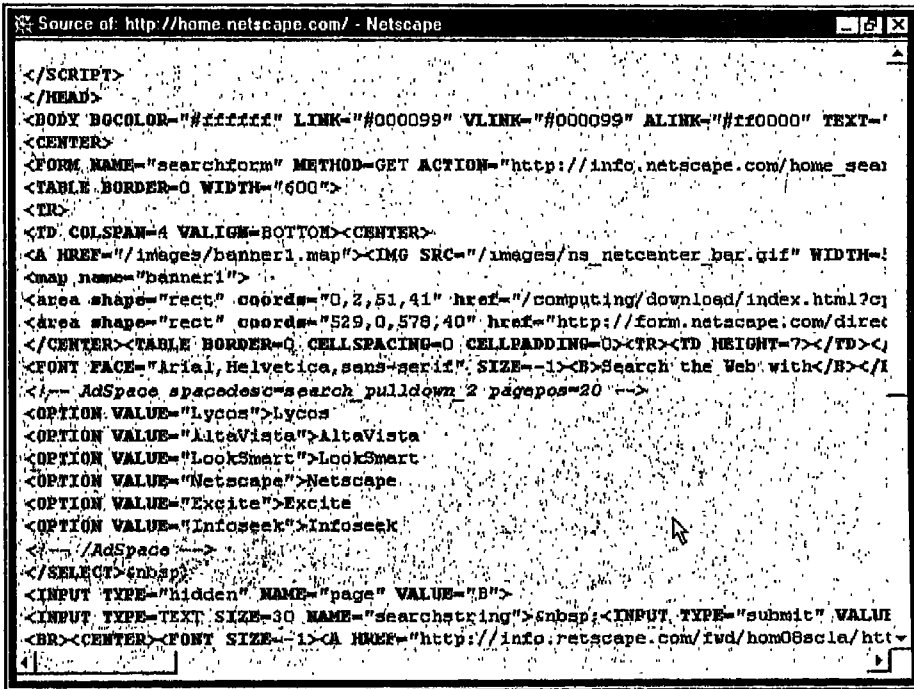 Source of: http://home.netscape.com/ - Netscape
</SCRIPT>
</HEAD>
<BODY BGCOLOR="#ffffff" LINK="#000099" VLINK="#000099" ALINK="#ff0000" TEXT="
<CENTER>
<FORM NAME="searchform" METHOD=GET ACTION="http://info.netscape.com/home_sear
<TABLE BORDER=0 WIDTH="600">
<TR>
<TD COLSPAN=4 VALIGN=BOTTOM><CENTER>
<A HREF="/images/banner1.map"><IMG SRC="/images/ns_netcenter_bar.gif" WIDTH=
<map name="banner1">
<area shape="rect" coords="0,2,51,41" href="/computing/download/index.html?cp
<area shape="rect" coords="529,0,578,40" href="http://form.netscape.com/direc
</CENTER><TABLE BORDER=0 CELLSPACING=0 CELLPADDING=0><TR><TD HEIGHT=7></TD><
<FONT FACE="Arial,Helvetica,sans-serif" SIZE=-1><B>Search the Web with</B></
<!-- AdSpace spacedesc=search_pulldown_2 pagepos=20 -->
<OPTION VALUE="Lycos">Lycos
<OPTION VALUE="AltaVista">AltaVista
<OPTION VALUE="LookSmart">LookSmart
<OPTION VALUE="Netscape">Netscape
<OPTION VALUE="Excite">Excite
<OPTION VALUE="Infoseek">Infoseek
<!-- /AdSpace -->
</SELECT>&nbsp;
<INPUT TYPE="hidden" NAME="page" VALUE="B">
<INPUT TYPE=TEXT SIZE=30 NAME="searchstring">&nbsp;<INPUT TYPE="submit" VALUE
<BR><CENTER><FONT SIZE=-1><A HREF="http://info.netscape.com/fwd/hom08scla/htt